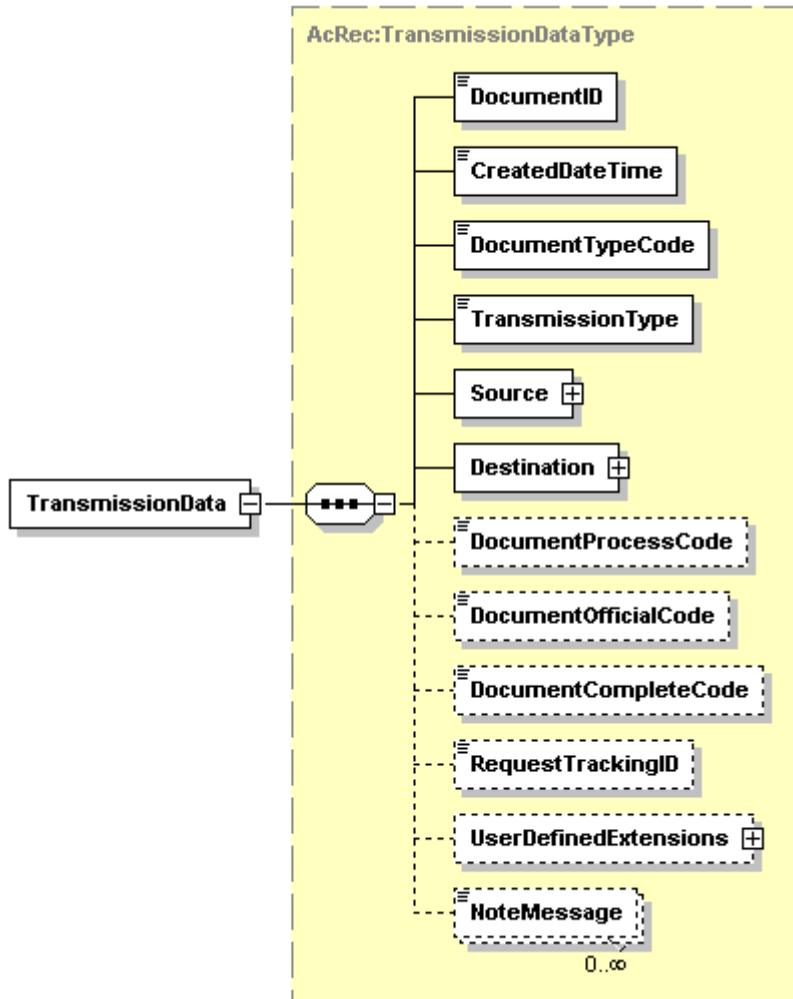 AcRec:TransmissionDataType
DocumentID
CreatedDateTime
DocumentTypeCode
TransmissionType
Source
Destination
TransmissionData
DocumentProcessCode
DocumentOfficialCode
DocumentCompleteCode
RequestTrackingID
UserDefinedExtensions
NoteMessage
0..∞